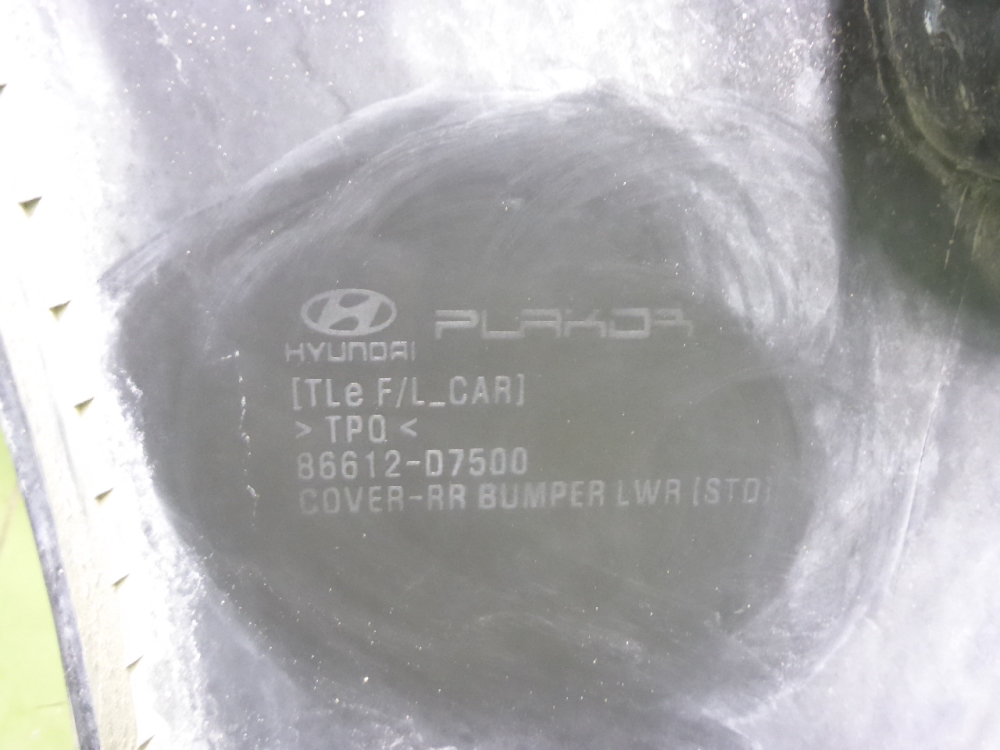 HYUNDAI PLAKOR
[TLe F/L_CAR]
> TPO <
86612-D7500
COVER-RR BUMPER LWR (STD)